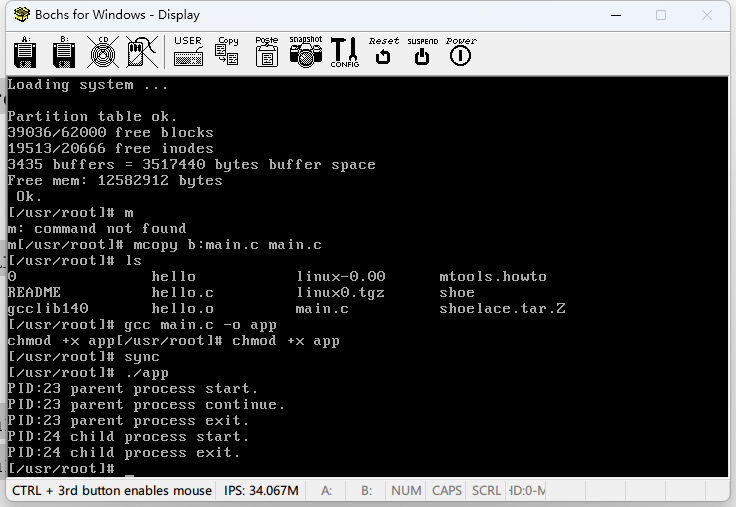 Bochs for Windows - Display
A: B: CD USER Copy Paste snapshot CONFIG Reset SUSPEND Power
Loading system ...
Partition table ok.
39036/62000 free blocks
19513/20666 free inodes
3435 buffers = 3517440 bytes buffer space
Free mem: 12582912 bytes
Ok.
[/usr/root]# m
m: command not found
m[/usr/root]# mcopy b:main.c main.c
[/usr/root]# ls
0 hello linux-0.00 mtools.howto
README hello.c linux0.tgz shoe
gcclib140 hello.o main.c shoelace.tar.Z
[/usr/root]# gcc main.c -o app
chmod +x app[/usr/root]# chmod +x app
[/usr/root]# sync
[/usr/root]# ./app
PID:23 parent process start.
PID:23 parent process continue.
PID:23 parent process exit.
PID:24 child process start.
PID:24 child process exit.
[/usr/root]# _
CTRL + 3rd button enables mouse IPS: 34.067M A: B: NUM CAPS SCRL HD:0-M